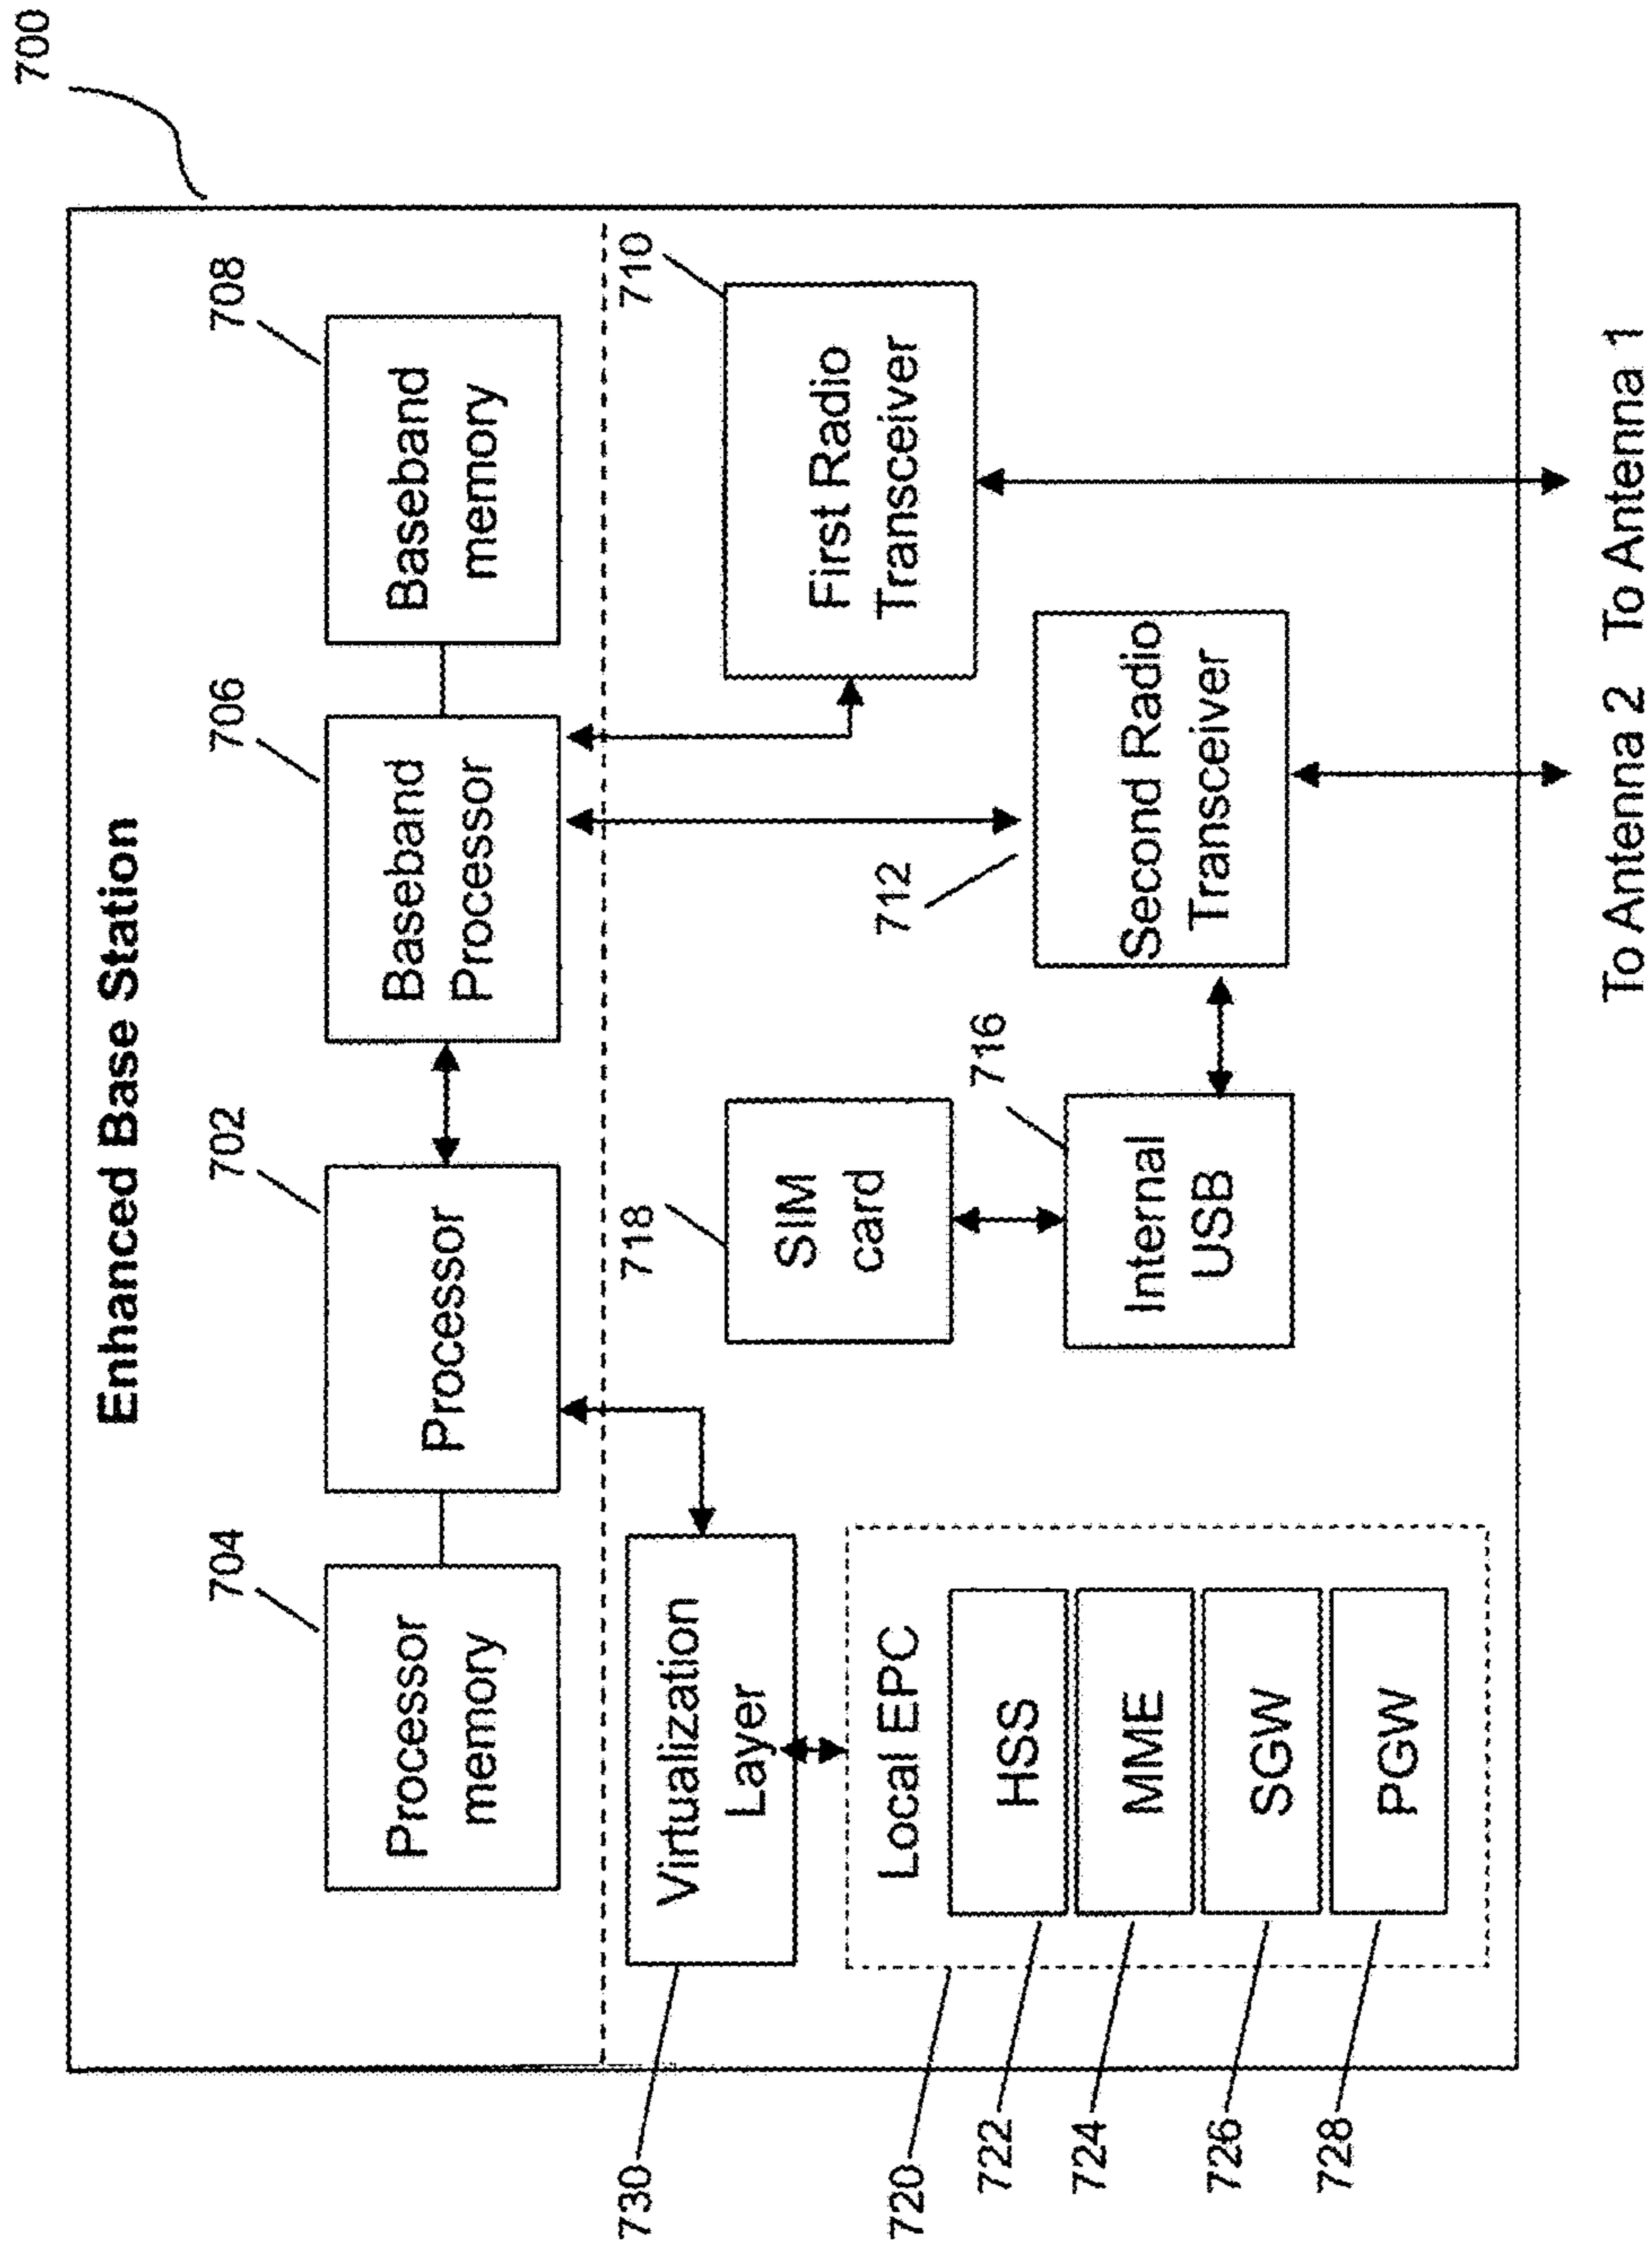 700
Enhanced Base Station
704
702
706
708
Processor
memory
Processor
Baseband
Processor
Baseband
memory
730
718
710
Virtualization
Layer
SIM
card
First Radio
Transceiver
712
716
720
Local EPC
722
HSS
724
MME
726
SGW
728
PGW
Internal
USB
Second Radio
Transceiver
To Antenna 2
To Antenna 1